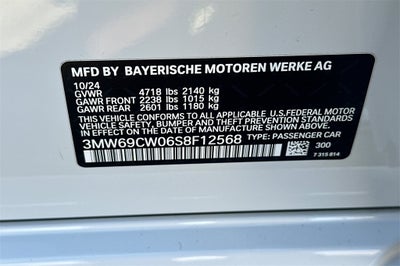 MFD BY BAYERISCHE MOTOREN WERKE AG
10/24
GVWR 4718 lbs 2140 kg
GAWR FRONT 2238 lbs 1015 kg
GAWR REAR 2601 lbs 1180 kg
THIS VEHICLE CONFORMS TO ALL APPLICABLE U.S. FEDERAL MOTOR
VEHICLE SAFETY, BUMPER, AND THEFT PREVENTION STANDARDS IN
EFFECT ON THE DATE OF MANUFACTURE SHOWN ABOVE.
3MW69CW06S8F12568 TYPE: PASSENGER CAR
300
7 315 814